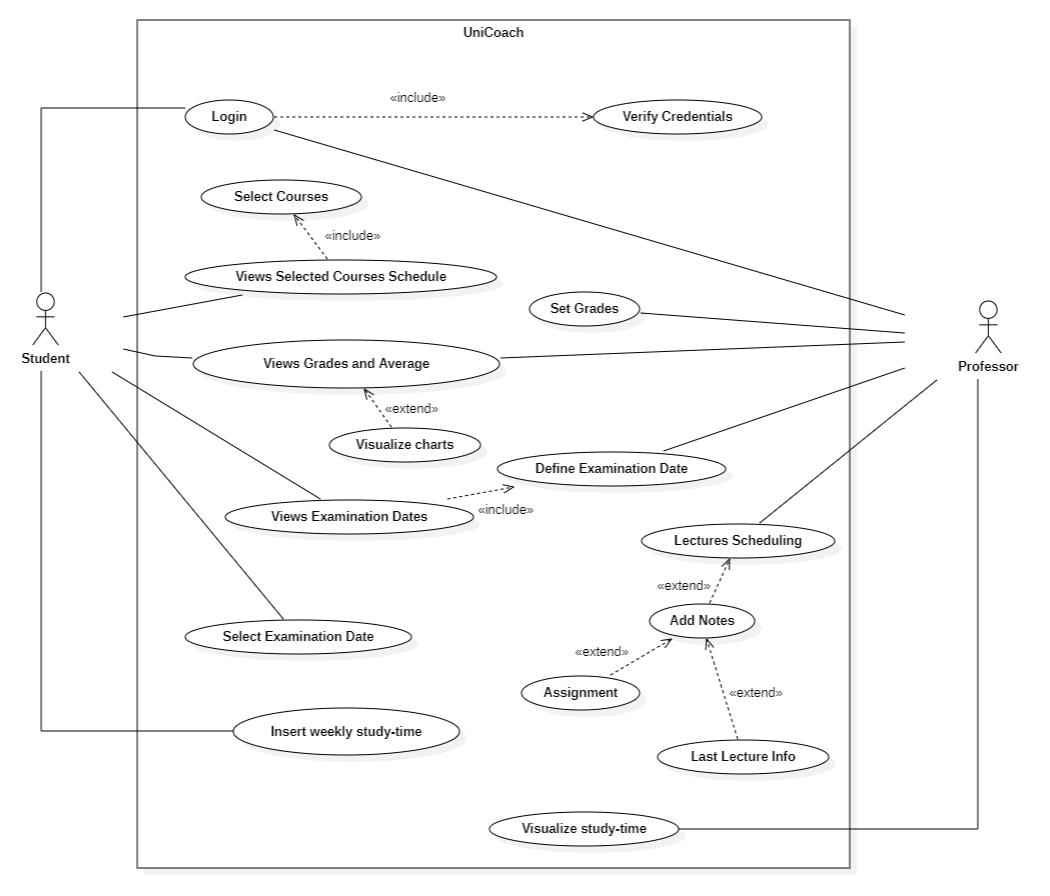 UniCoach
«include»
Login
Verify Credentials
Select Courses
«include»
Views Selected Courses Schedule
Set Grades
Student
Views Grades and Average
Professor
«extend»
Visualize charts
Define Examination Date
Views Examination Dates
«include»
Lectures Scheduling
«extend»
Add Notes
Select Examination Date
«extend»
Assignment
«extend»
Insert weekly study-time
Last Lecture Info
Visualize study-time